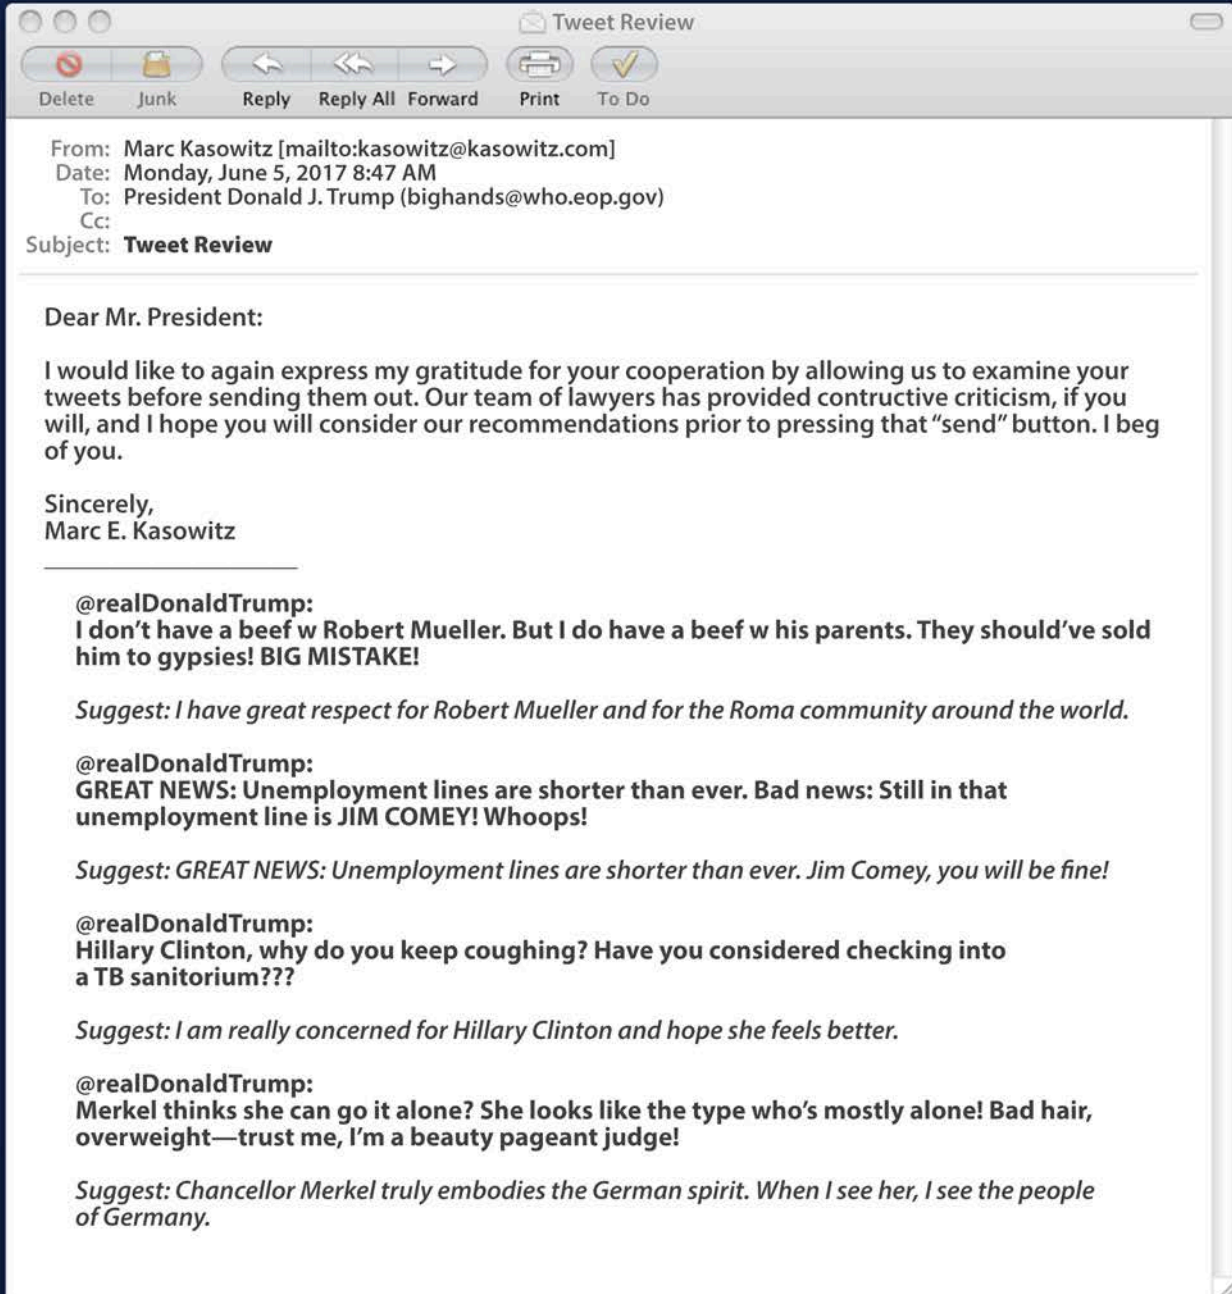 Tweet Review
Delete Junk Reply Reply All Forward Print To Do
From: Marc Kasowitz [mailto:kasowitz@kasowitz.com]
Date: Monday, June 5, 2017 8:47 AM
To: President Donald J. Trump (bighands@who.eop.gov)
Cc:
Subject: Tweet Review
Dear Mr. President:
I would like to again express my gratitude for your cooperation by allowing us to examine your
tweets before sending them out. Our team of lawyers has provided contructive criticism, if you
will, and I hope you will consider our recommendations prior to pressing that “send” button. I beg
of you.
Sincerely,
Marc E. Kasowitz
@realDonaldTrump:
I don’t have a beef w Robert Mueller. But I do have a beef w his parents. They should’ve sold
him to gypsies! BIG MISTAKE!
Suggest: I have great respect for Robert Mueller and for the Roma community around the world.
@realDonaldTrump:
GREAT NEWS: Unemployment lines are shorter than ever. Bad news: Still in that
unemployment line is JIM COMEY! Whoops!
Suggest: GREAT NEWS: Unemployment lines are shorter than ever. Jim Comey, you will be fine!
@realDonaldTrump:
Hillary Clinton, why do you keep coughing? Have you considered checking into
a TB sanitorium???
Suggest: I am really concerned for Hillary Clinton and hope she feels better.
@realDonaldTrump:
Merkel thinks she can go it alone? She looks like the type who’s mostly alone! Bad hair,
overweight—trust me, I’m a beauty pageant judge!
Suggest: Chancellor Merkel truly embodies the German spirit. When I see her, I see the people
of Germany.